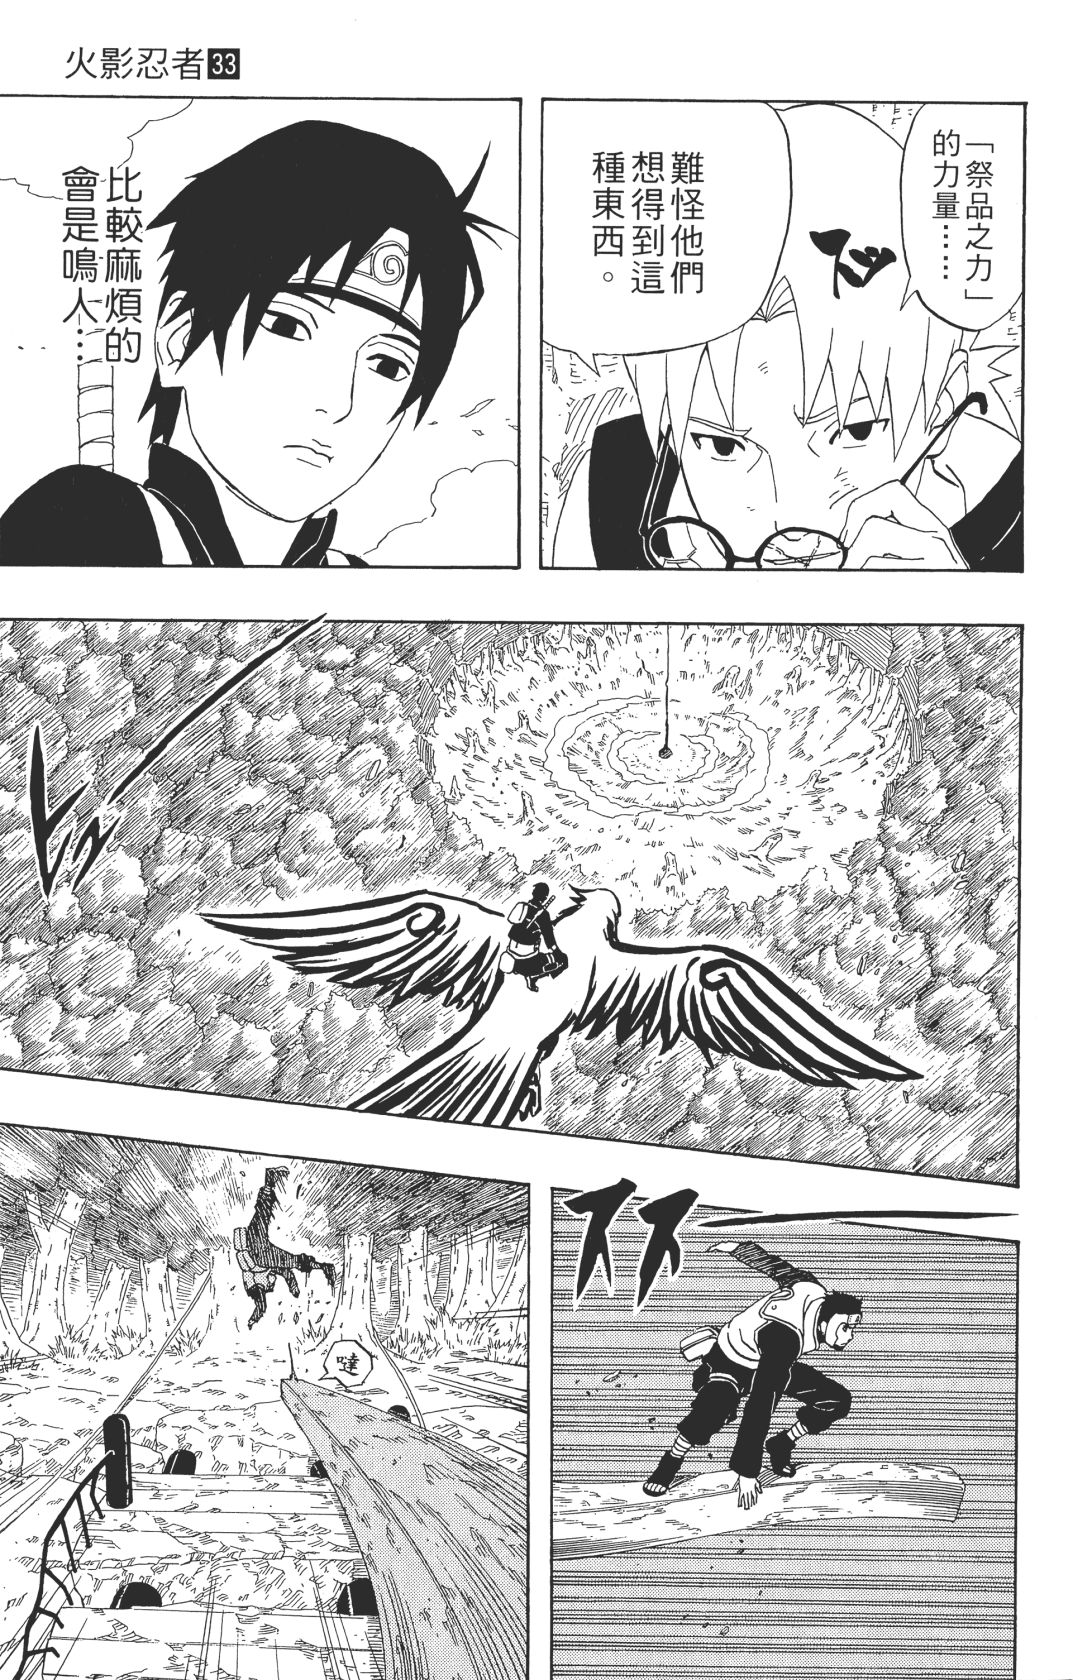 火影忍者33
「祭品之力」
的力量……
難怪他們
想得到這
種東西。
比較麻煩的
會是鳴人…
噠